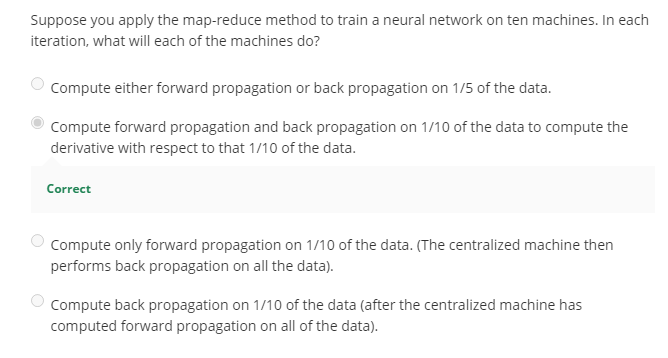 Suppose you apply the map-reduce method to train a neural network on ten machines. In each
iteration, what will each of the machines do?
Compute either forward propagation or back propagation on 1/5 of the data.
Compute forward propagation and back propagation on 1/10 of the data to compute the
derivative with respect to that 1/10 of the data.
Correct
Compute only forward propagation on 1/10 of the data. (The centralized machine then
performs back propagation on all the data).
Compute back propagation on 1/10 of the data (after the centralized machine has
computed forward propagation on all of the data).